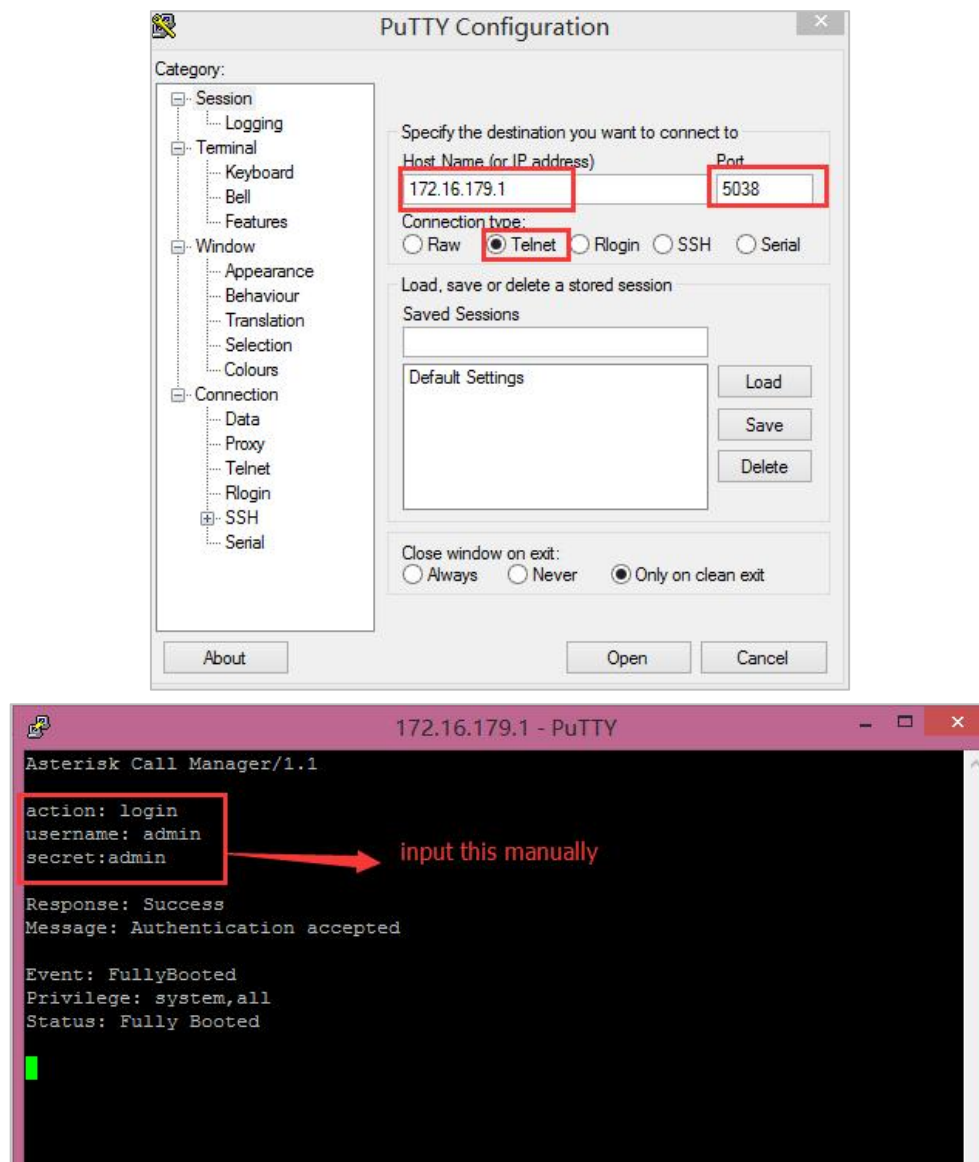 PuTTY Configuration
Category:
Session
Logging
Terminal
Keyboard
Bell
Features
Window
Appearance
Behaviour
Translation
Selection
Colours
Connection
Data
Proxy
Telnet
Rlogin
SSH
Serial
Specify the destination you want to connect to
Host Name (or IP address) Port
172.16.179.1 5038
Connection type:
Raw Telnet Rlogin SSH Serial
Load, save or delete a stored session
Saved Sessions
Default Settings
Load
Save
Delete
Close window on exit:
Always Never Only on clean exit
About Open Cancel
172.16.179.1 - PuTTY
Asterisk Call Manager/1.1
action: login
username: admin
secret:admin
input this manually
Response: Success
Message: Authentication accepted
Event: FullyBooted
Privilege: system,all
Status: Fully Booted